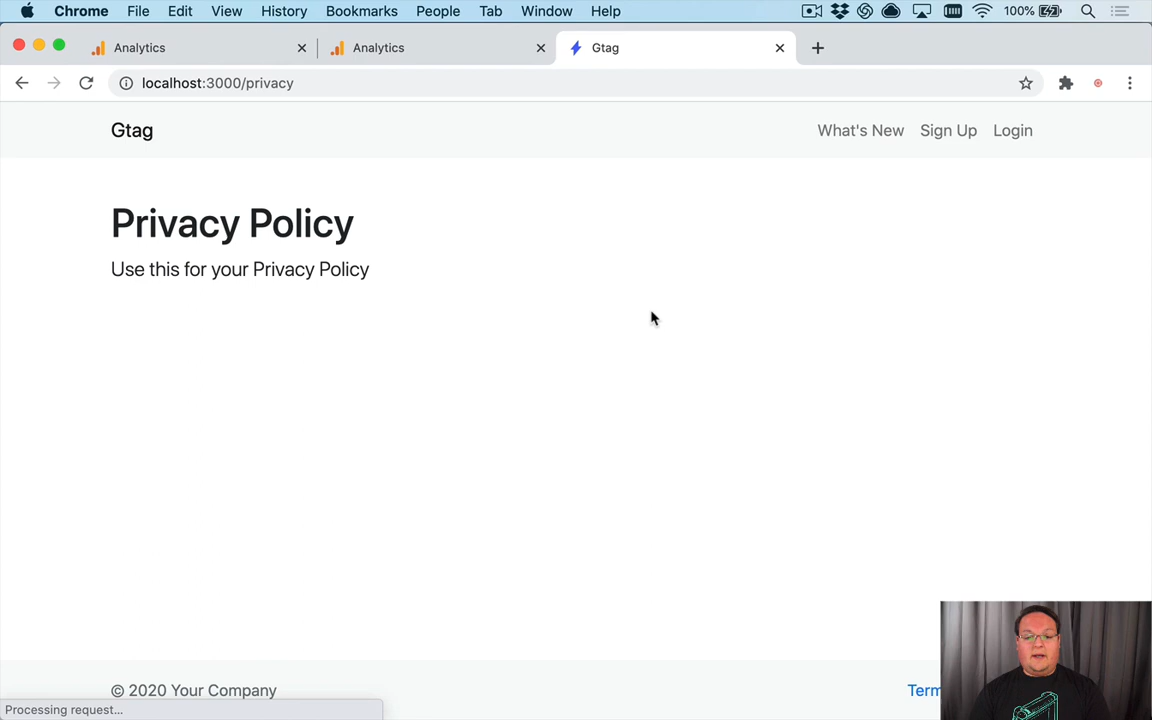 Chrome File Edit View History Bookmarks People Tab Window Help 100%
Analytics Analytics Gtag
localhost:3000/privacy
Gtag What's New Sign Up Login
Privacy Policy
Use this for your Privacy Policy
© 2020 Your Company Term
Processing request...